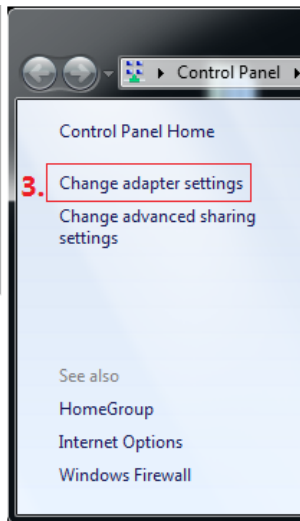 Control Panel
Control Panel Home
3. Change adapter settings
Change advanced sharing
settings
See also
HomeGroup
Internet Options
Windows Firewall